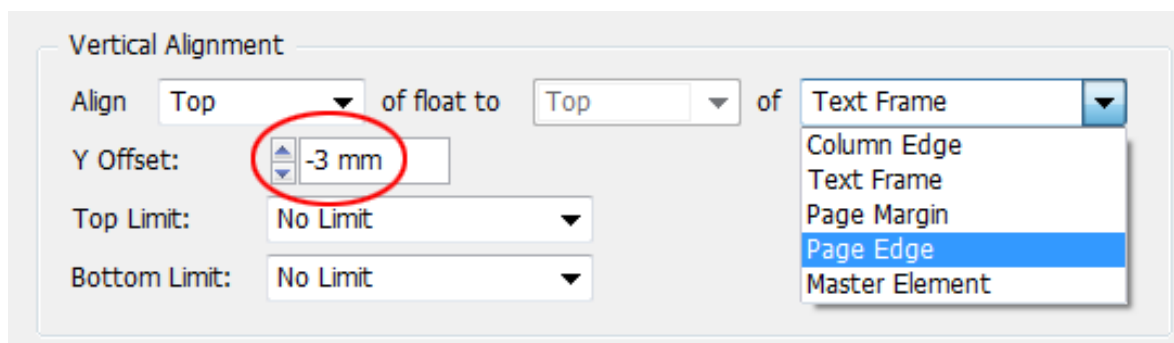 Vertical Alignment
Align Top of float to Top of Text Frame
Column Edge
Y Offset: -3 mm
Text Frame
Top Limit: No Limit
Page Margin
Page Edge
Bottom Limit: No Limit
Master Element